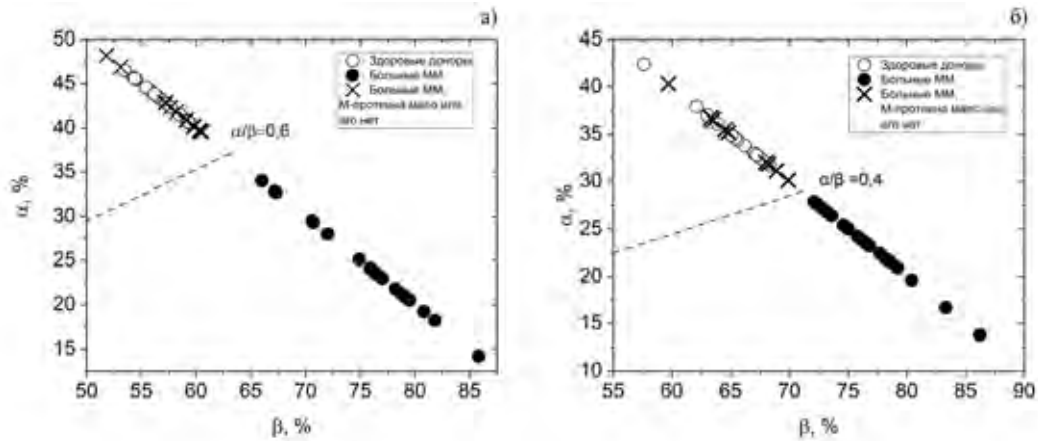 а)
50
45
40
35
30
25
20
15
α, %
50 55 60 65 70 75 80 85
β, %
Здоровые доноры
Больные ММ
Больные ММ,
М-протеина мало или
его нет
α/β=0,6
б)
45
40
35
30
25
20
15
10
α, %
55 60 65 70 75 80 85 90
β, %
Здоровые доноры
Больные ММ
Больные ММ,
М-протеина мало или
его нет
α/β =0,4